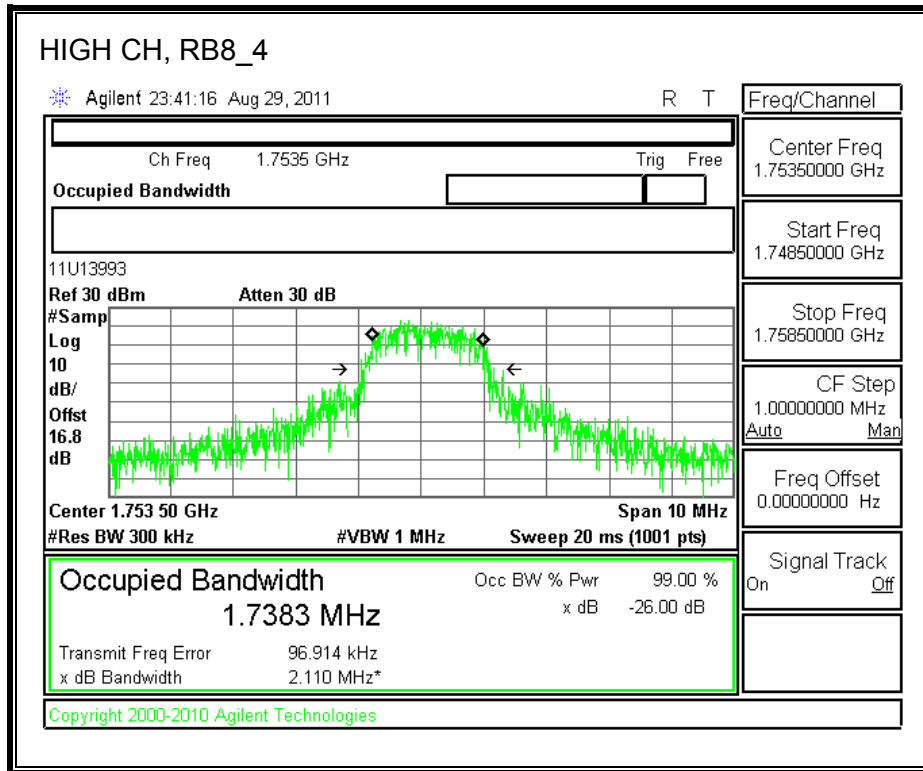 HIGH CH, RB8_4
Agilent 23:41:16 Aug 29, 2011 R T
Freq/Channel
Ch Freq 1.7535 GHz Trig Free
Occupied Bandwidth
Center Freq
1.75350000 GHz
Start Freq
1.74850000 GHz
11U13993
Ref 30 dBm Atten 30 dB
#Samp
Log
10
dB/
Offst
16.8
dB
Stop Freq
1.75850000 GHz
CF Step
1.00000000 MHz
Auto Man
Freq Offset
0.00000000 Hz
Center 1.753 50 GHz Span 10 MHz
#Res BW 300 kHz #VBW 1 MHz Sweep 20 ms (1001 pts)
Signal Track
On Off
Occupied Bandwidth Occ BW % Pwr 99.00 %
1.7383 MHz x dB -26.00 dB
Transmit Freq Error 96.914 kHz
x dB Bandwidth 2.110 MHz*
Copyright 2000-2010 Agilent Technologies